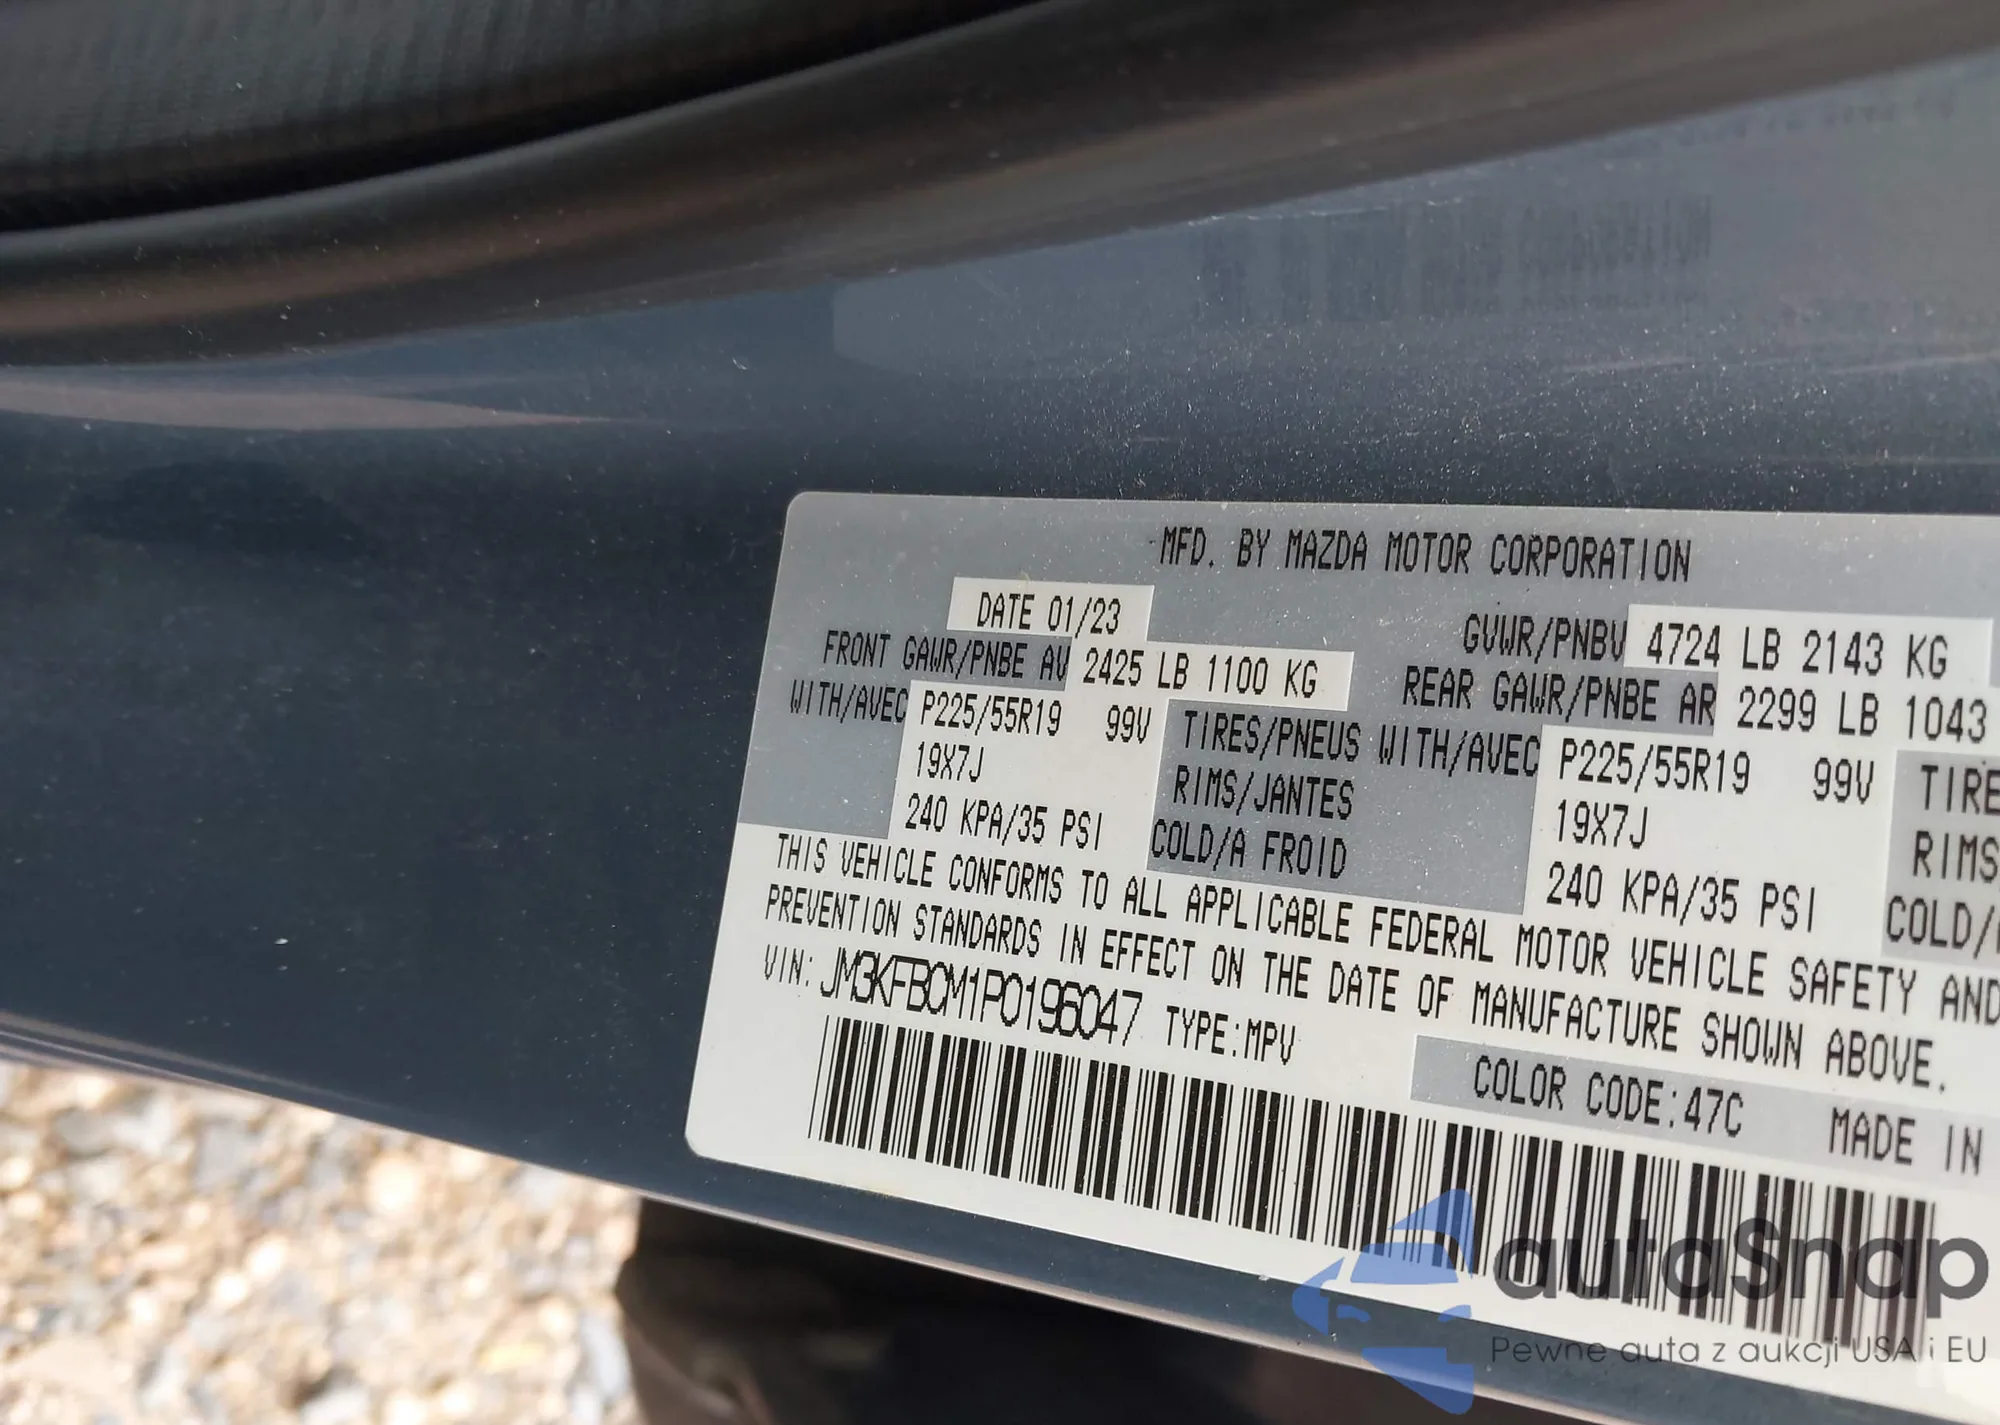 MFD. BY MAZDA MOTOR CORPORATION
DATE 01/23
GVWR/PNBV 4724 LB 2143 KG
FRONT GAWR/PNBE AV 2425 LB 1100 KG
REAR GAWR/PNBE AR 2299 LB 1043
WITH/AVEC P225/55R19 99V TIRES/PNEUS WITH/AVEC P225/55R19 99V TIRE
19X7J RIMS/JANTES 19X7J RIMS
240 KPA/35 PSI COLD/A FROID 240 KPA/35 PSI COLD/
THIS VEHICLE CONFORMS TO ALL APPLICABLE FEDERAL MOTOR VEHICLE SAFETY AND
PREVENTION STANDARDS IN EFFECT ON THE DATE OF MANUFACTURE SHOWN ABOVE.
VIN: JM3KFBCM1P0196047 TYPE:MPV
COLOR CODE:47C MADE IN
autaSnap
Pewne auta z aukcji USA i EU